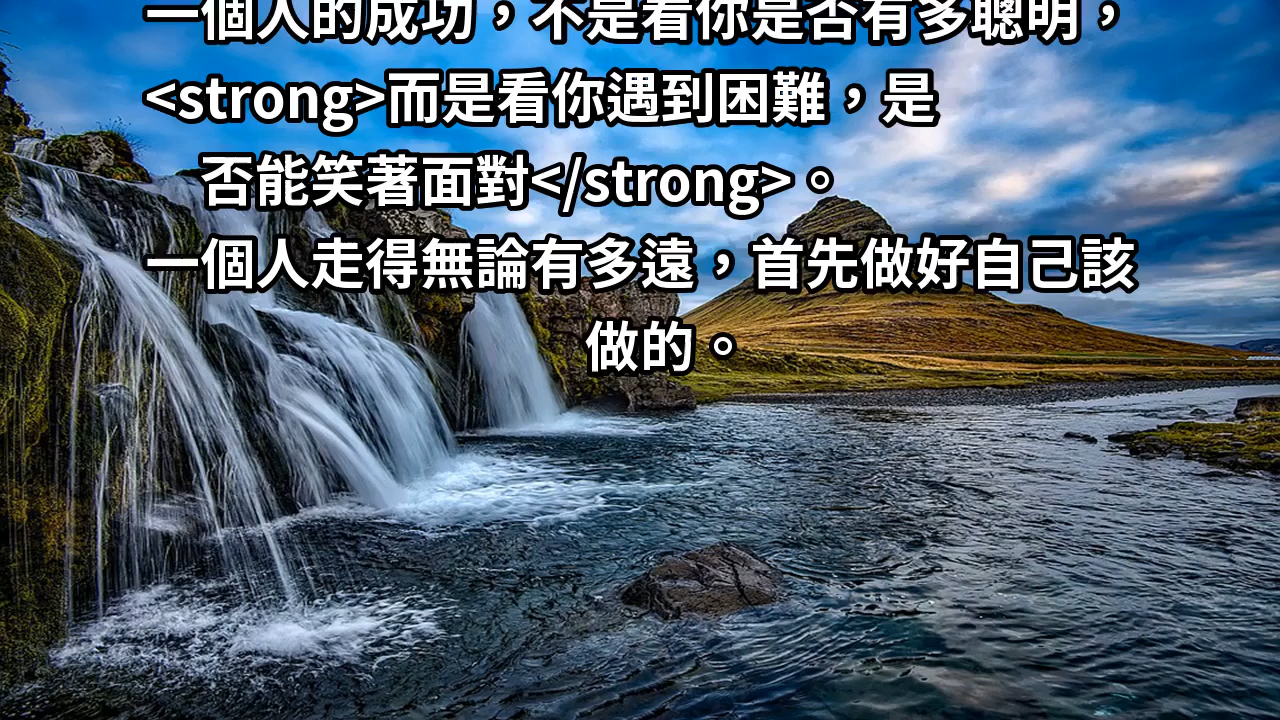 一個人的成功，不是看你是否有多聰明，
<strong>而是看你遇到困難，是
否能笑著面對</strong>。
一個人走得無論有多遠，首先做好自己該
做的。